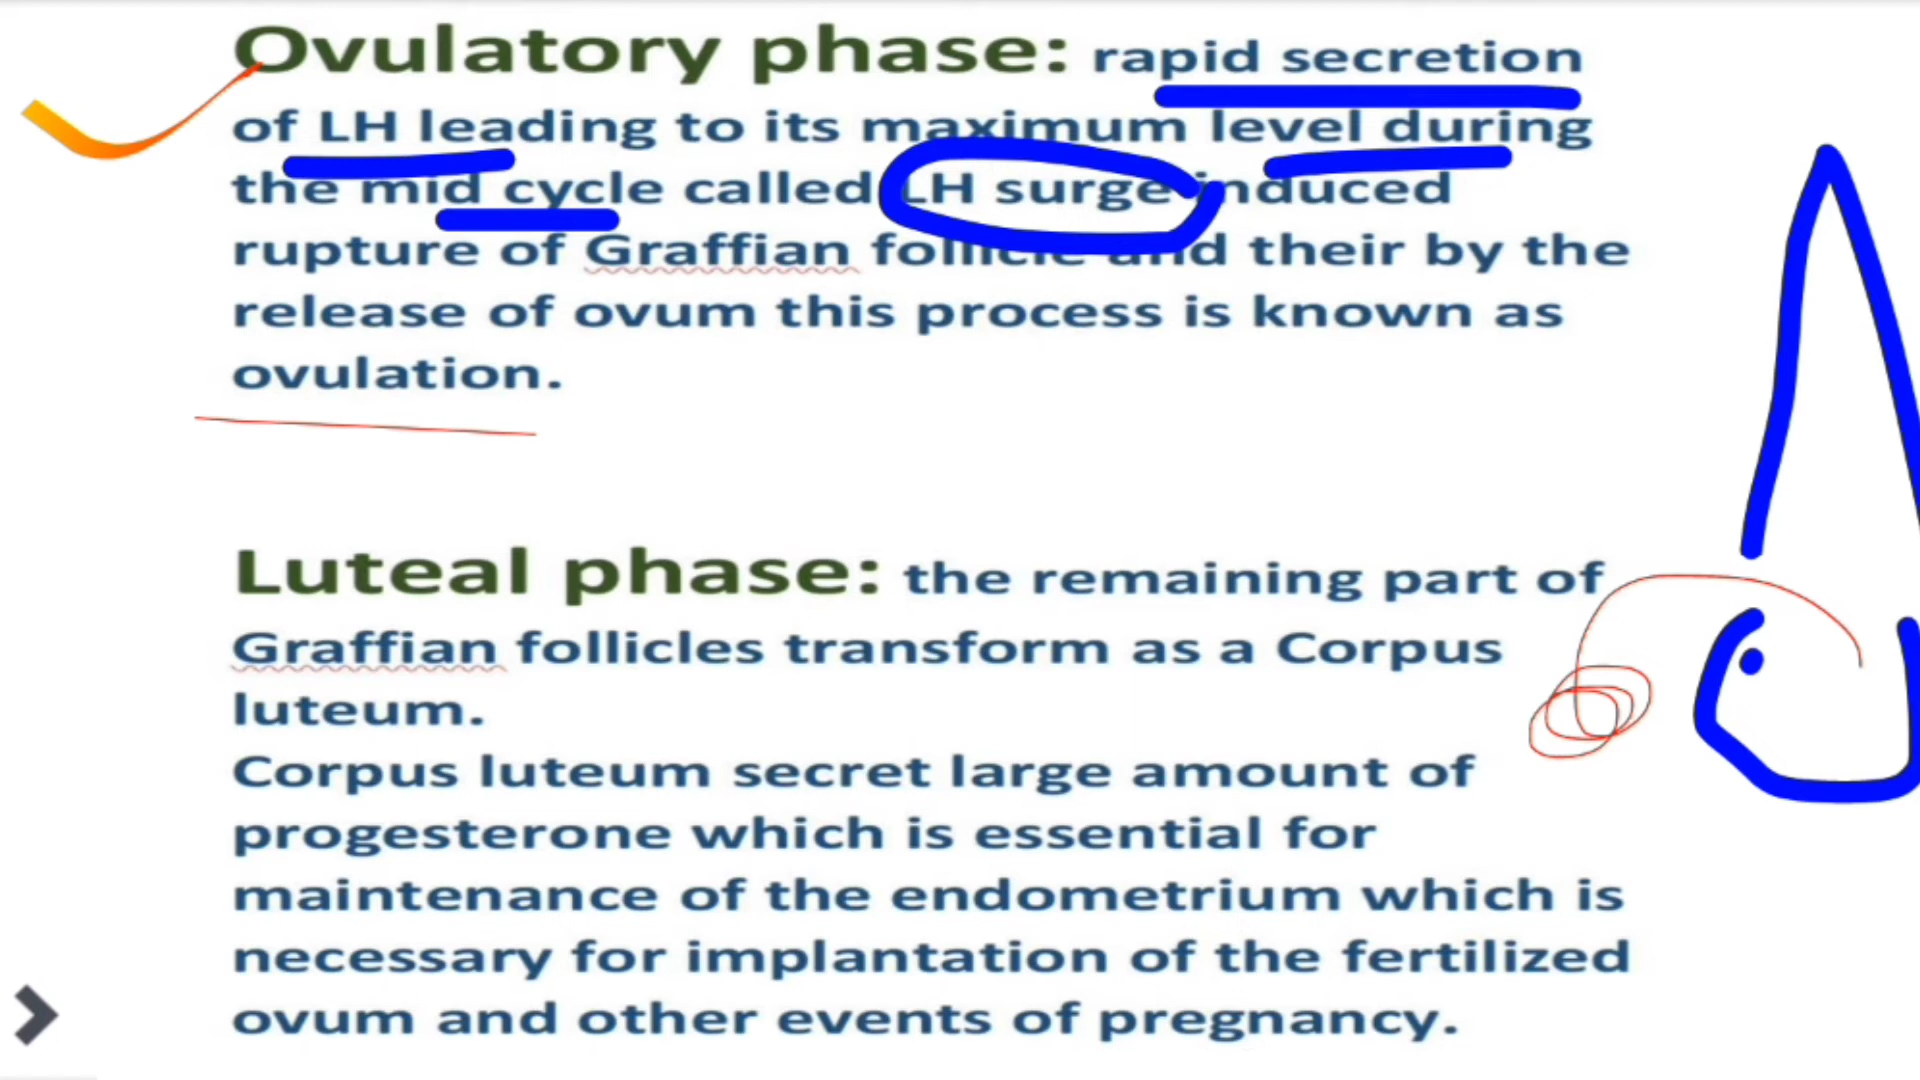 Ovulatory phase: rapid secretion
of LH leading to its maximum level during
the mid cycle called LH surge induced
rupture of Graffian follicle and their by the
release of ovum this process is known as
ovulation.
Luteal phase: the remaining part of
Graffian follicles transform as a Corpus
luteum.
Corpus luteum secret large amount of
progesterone which is essential for
maintenance of the endometrium which is
necessary for implantation of the fertilized
ovum and other events of pregnancy.